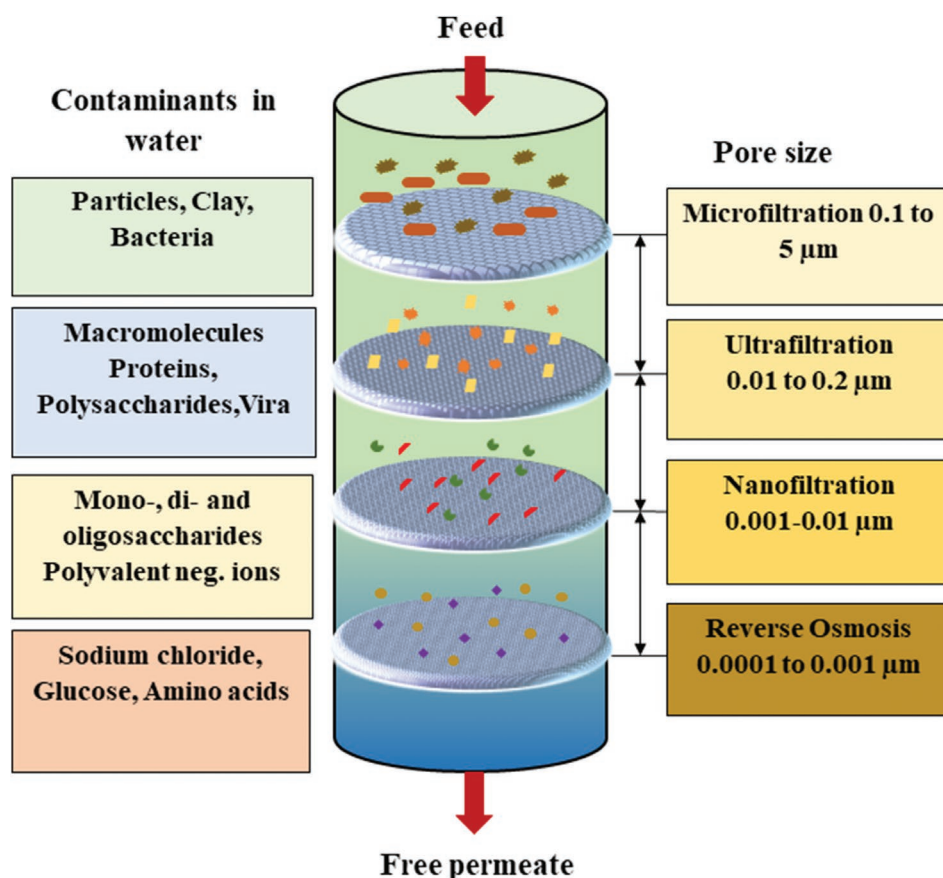 Feed
Contaminants in
water
Particles, Clay,
Bacteria
Macromolecules
Proteins,
Polysaccharides,Vira
Mono-, di- and
oligosaccharides
Polyvalent neg. ions
Sodium chloride,
Glucose, Amino acids
Pore size
Microfiltration 0.1 to
5 µm
Ultrafiltration
0.01 to 0.2 µm
Nanofiltration
0.001-0.01 µm
Reverse Osmosis
0.0001 to 0.001 µm
Free permeate